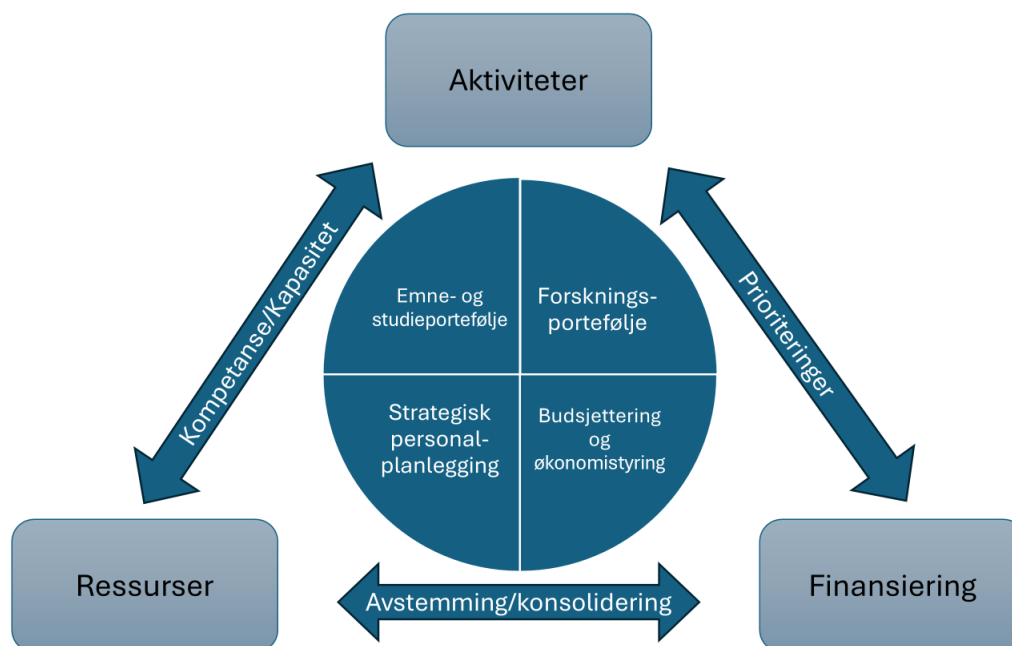 Aktiviteter
Kompetanse/Kapasitet
Prioriteringer
Emne- og
studieportefølje
Forsknings-
portefølje
Strategisk
personal-
planlegging
Budsjettering
og
økonomistyring
Ressurser
Avstemming/konsolidering
Finansiering